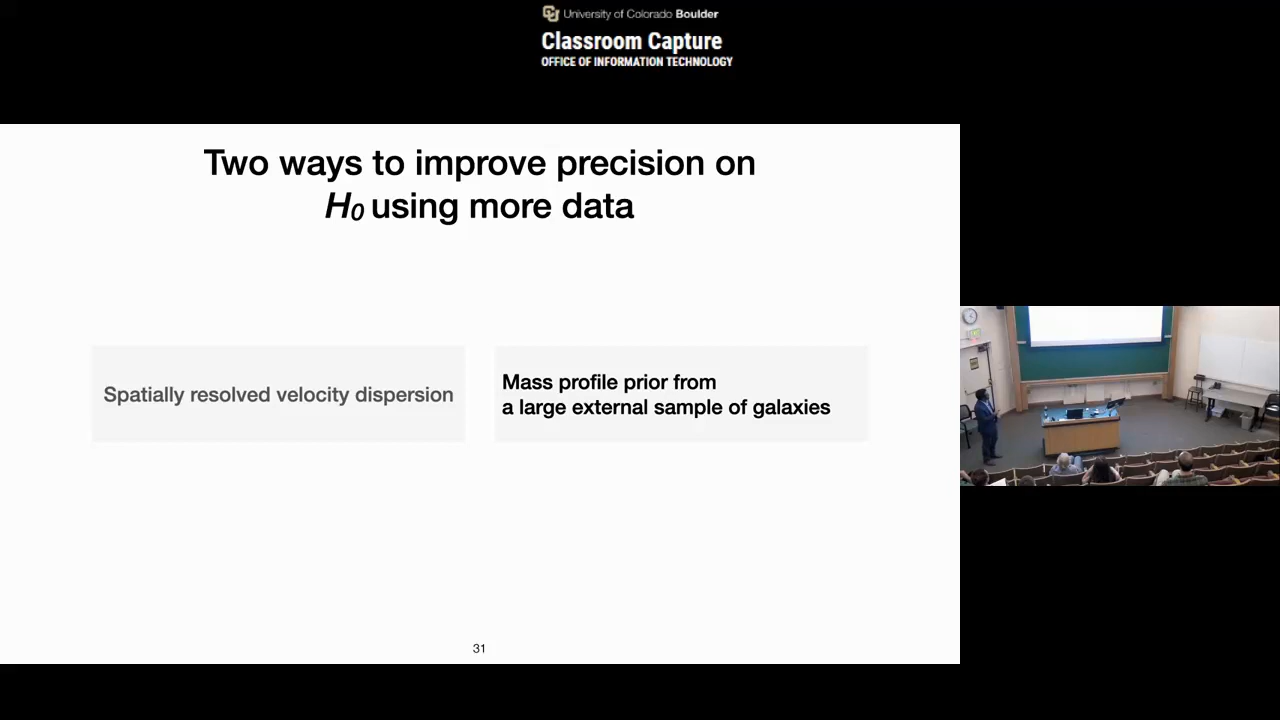 University of Colorado Boulder
Classroom Capture
OFFICE OF INFORMATION TECHNOLOGY
Two ways to improve precision on
H0 using more data
Spatially resolved velocity dispersion
Mass profile prior from
a large external sample of galaxies
31